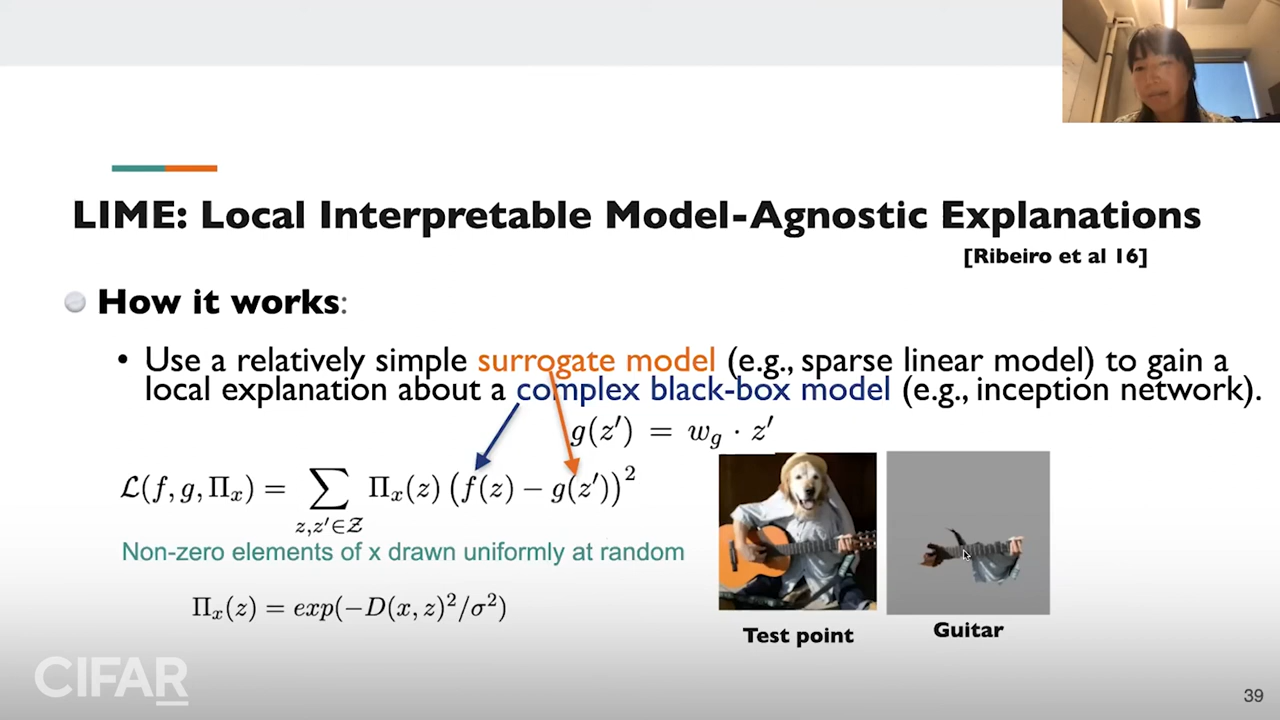 LIME: Local Interpretable Model-Agnostic Explanations
[Ribeiro et al 16]
How it works:
• Use a relatively simple surrogate model (e.g., sparse linear model) to gain a
local explanation about a complex black-box model (e.g., inception network).
g(z′) = w_g · z′
ℒ(f, g, Π_x) = ∑_{z,z′∈𝒵} Π_x(z) (f(z) − g(z′))²
Non-zero elements of x drawn uniformly at random
Π_x(z) = exp(−D(x, z)²/σ²)
Test point
Guitar
CIFAR
39